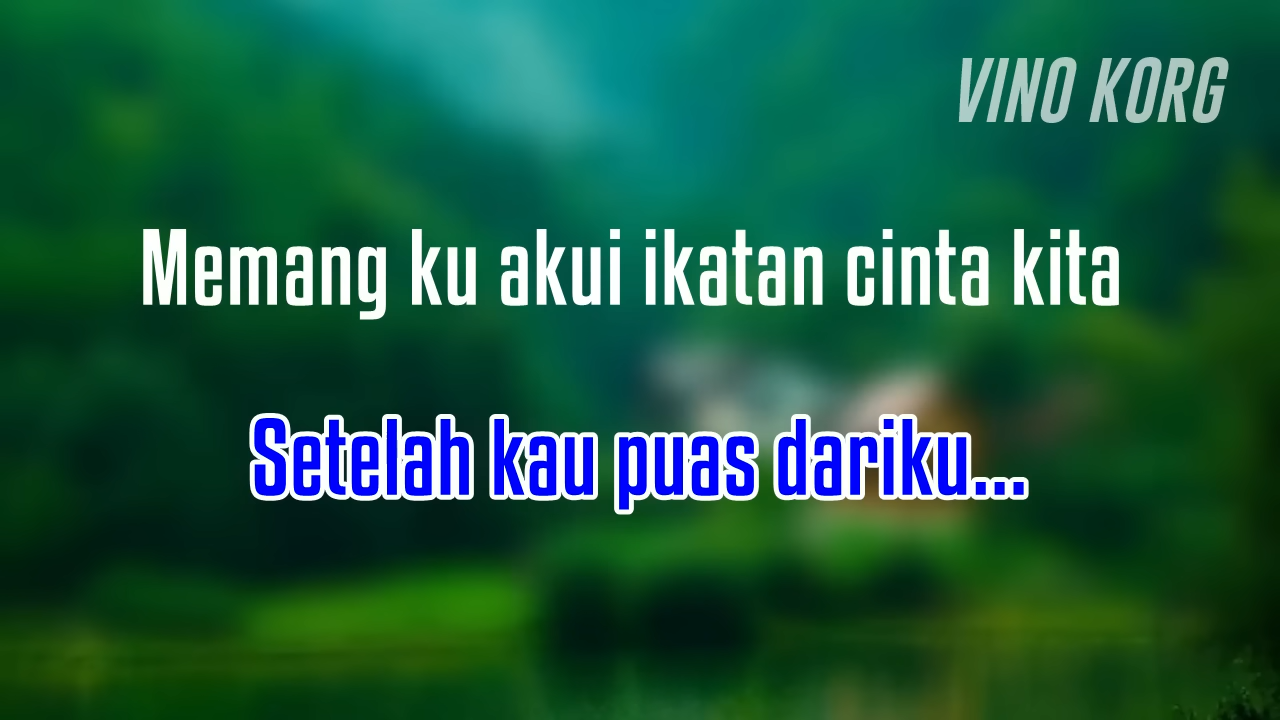 VINO KORG
Memang ku akui ikatan cinta kita
Setelah kau puas dariku...